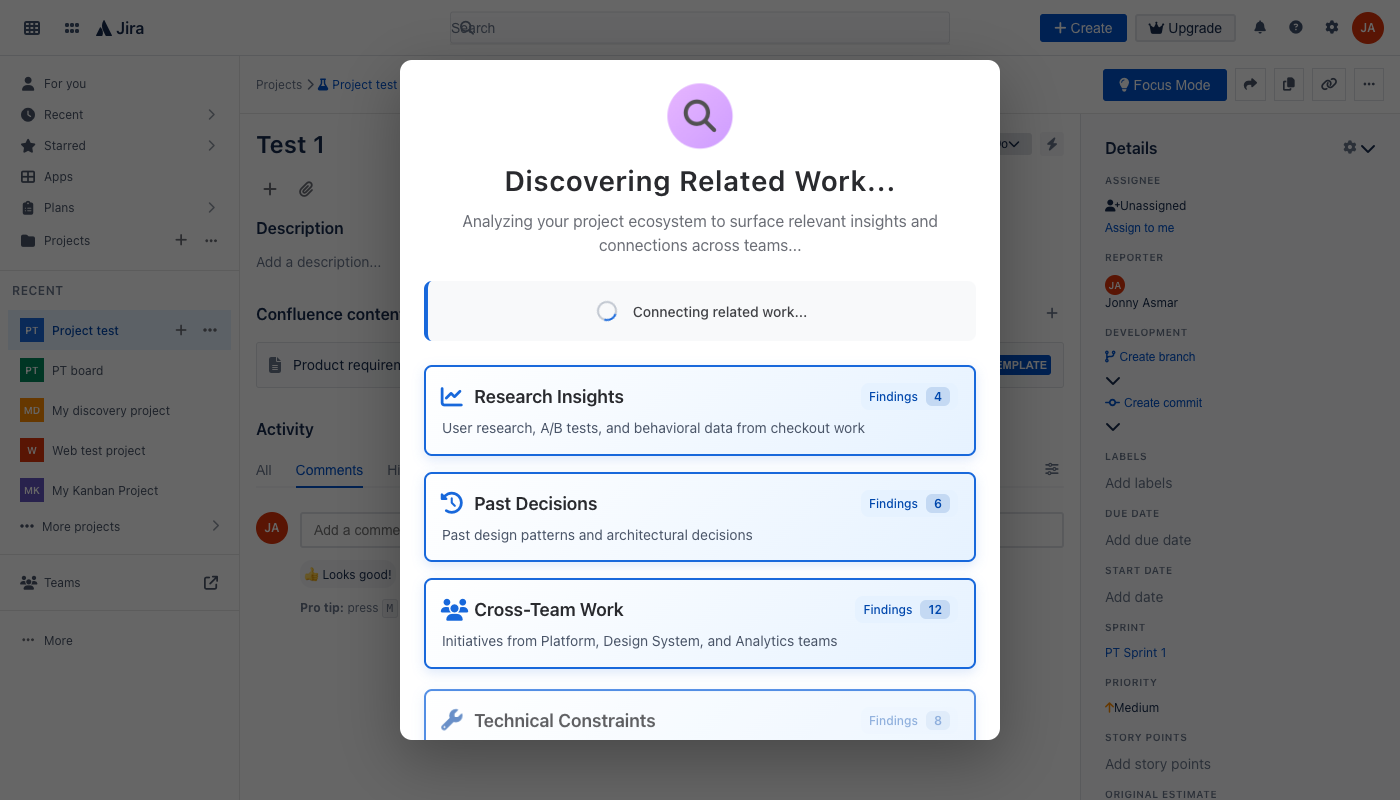 Jira
Search
Create
Upgrade
JA
For you
Recent
Starred
Apps
Plans
Projects
RECENT
PT Project test
PT PT board
MD My discovery project
W Web test project
MK My Kanban Project
More projects
Teams
More
Projects
Project test
Focus Mode
Test 1
Description
Add a description...
Confluence
Product
Activity
All Comments
JA
Add a
👍 Looks good!
Pro tip: press M
Discovering Related Work...
Analyzing your project ecosystem to surface relevant insights and
connections across teams...
Connecting related work...
Research Insights
Findings 4
User research, A/B tests, and behavioral data from checkout work
Past Decisions
Findings 6
Past design patterns and architectural decisions
Cross-Team Work
Findings 12
Initiatives from Platform, Design System, and Analytics teams
Technical Constraints
Findings 8
Details
ASSIGNEE
Unassigned
Assign to me
REPORTER
JA
Jonny Asmar
DEVELOPMENT
Create branch
Create commit
LABELS
Add labels
DUE DATE
Add due date
START DATE
Add date
SPRINT
PT Sprint 1
PRIORITY
Medium
STORY POINTS
Add story points
ORIGINAL ESTIMATE